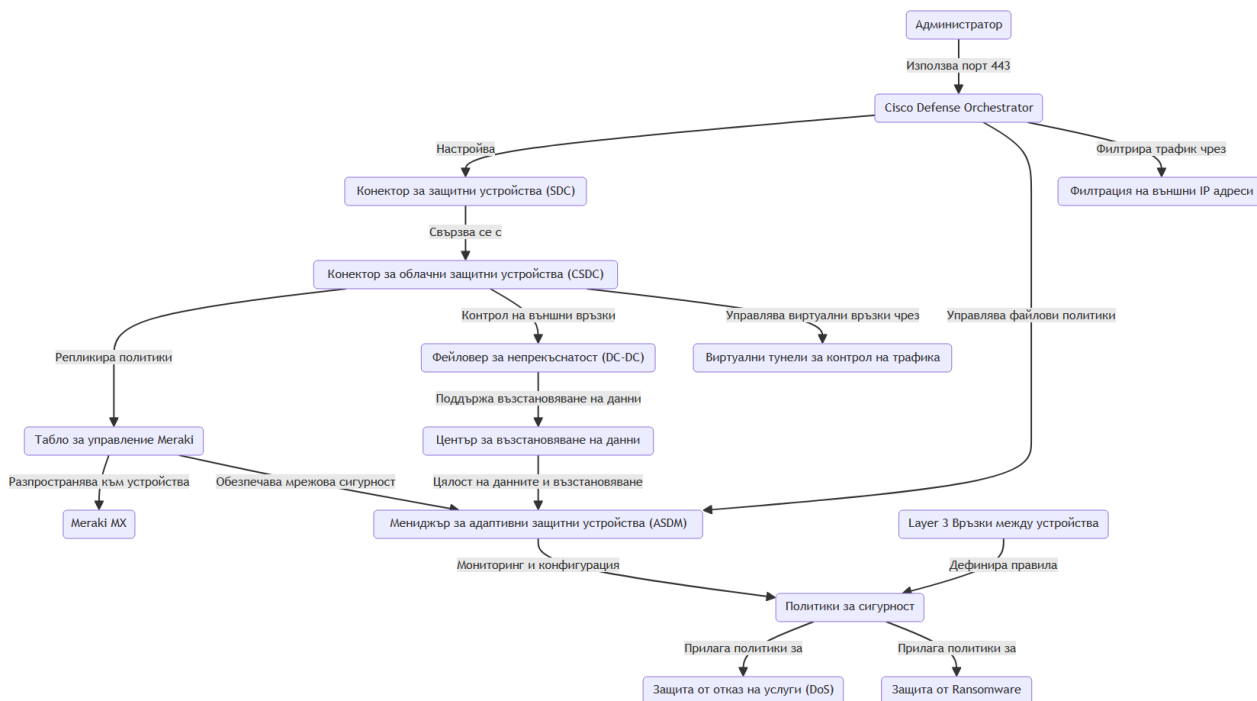 Администратор
Използва порт 443
Cisco Defense Orchestrator
Настройва
Филтрира трафик чрез
Конектор за защитни устройства (SDC)
Филтрация на външни IP адреси
Свързва се с
Конектор за облачни защитни устройства (CSDC)
Контрол на външни връзки
Управлява виртуални връзки чрез
Управлява файлови политики
Репликира политики
Фейловер за непрекъснатост (DC-DC)
Виртуални тунели за контрол на трафика
Поддържа възстановяване на данни
Табло за управление Meraki
Център за възстановяване на данни
Разпространява към устройства
Обезпечава мрежова сигурност
Цялост на данните и възстановяване
Meraki MX
Мениджър за адаптивни защитни устройства (ASDM)
Layer 3 Връзки между устройства
Мониторинг и конфигурация
Дефинира правила
Политики за сигурност
Прилага политики за
Прилага политики за
Защита от отказ на услуги (DoS)
Защита от Ransomware